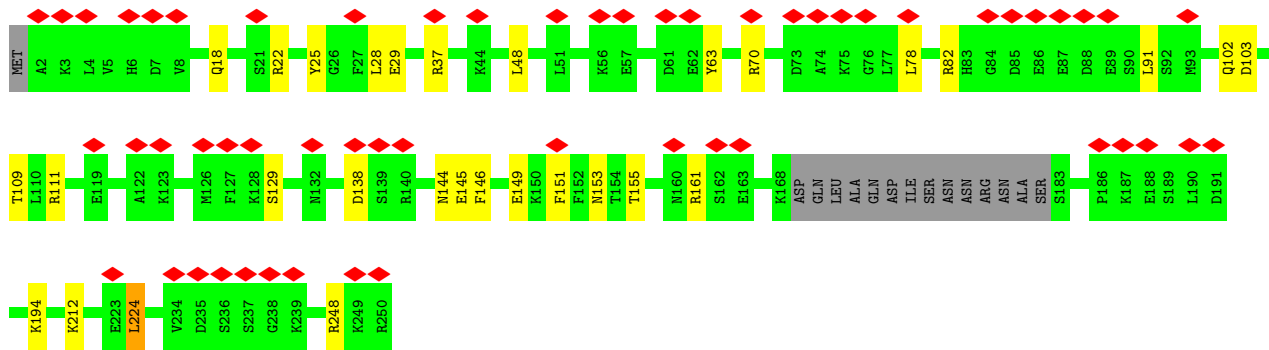 MET A2 K3 L4 V5 H6 D7 V8 Q18 S21 R22 Y25 G26 F27 L28 E29 R37 K44 L48 L51 K56 E57 D61 E62 Y63 R70 D73 A74 K75 G76 L77 L78 R82 H83 G84 D85 E86 E87 D88 E89 S90 L91 S92 M93 Q102 D103
T109 L110 R111 E119 A122 K123 M126 F127 K128 S129 N132 D138 S139 R140 N144 E145 F146 E149 K150 F151 F152 N153 T154 T155 N160 R161 S162 E163 K168 ASP GLN LEU ALA GLN ASP ILE SER ASN ASN ARG ASN ALA SER S183 P186 K187 E188 S189 L190 D191
K194 K212 E223 L224 V234 D235 S236 S237 G238 K239 R248 K249 R250